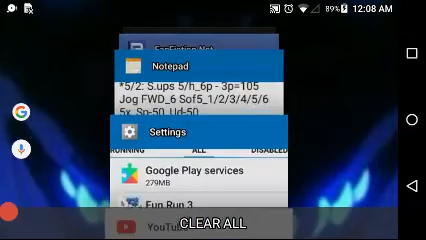 89% 12:08 AM
FanFiction.Net
Notepad
*5/2: S.ups 5/h_6p - 3p=105
Jog FWD_6 Sof5_1/2/3/4/5/6
5x Sp-50 Ud-50
Settings
RUNNING ALL DISABLED
Google Play services
279MB
Fun Run 3
YouTube
CLEAR ALL